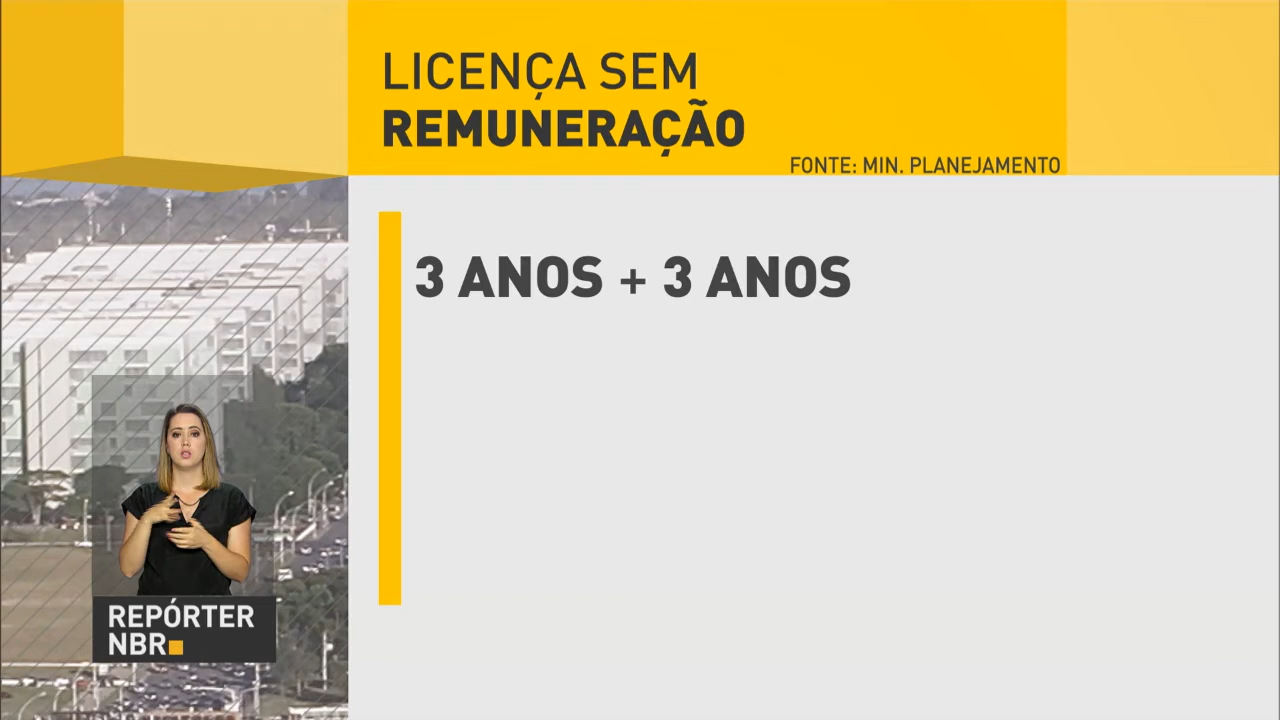 LICENÇA SEM
REMUNERAÇÃO
FONTE: MIN. PLANEJAMENTO
3 ANOS + 3 ANOS
REPÓRTER
NBR